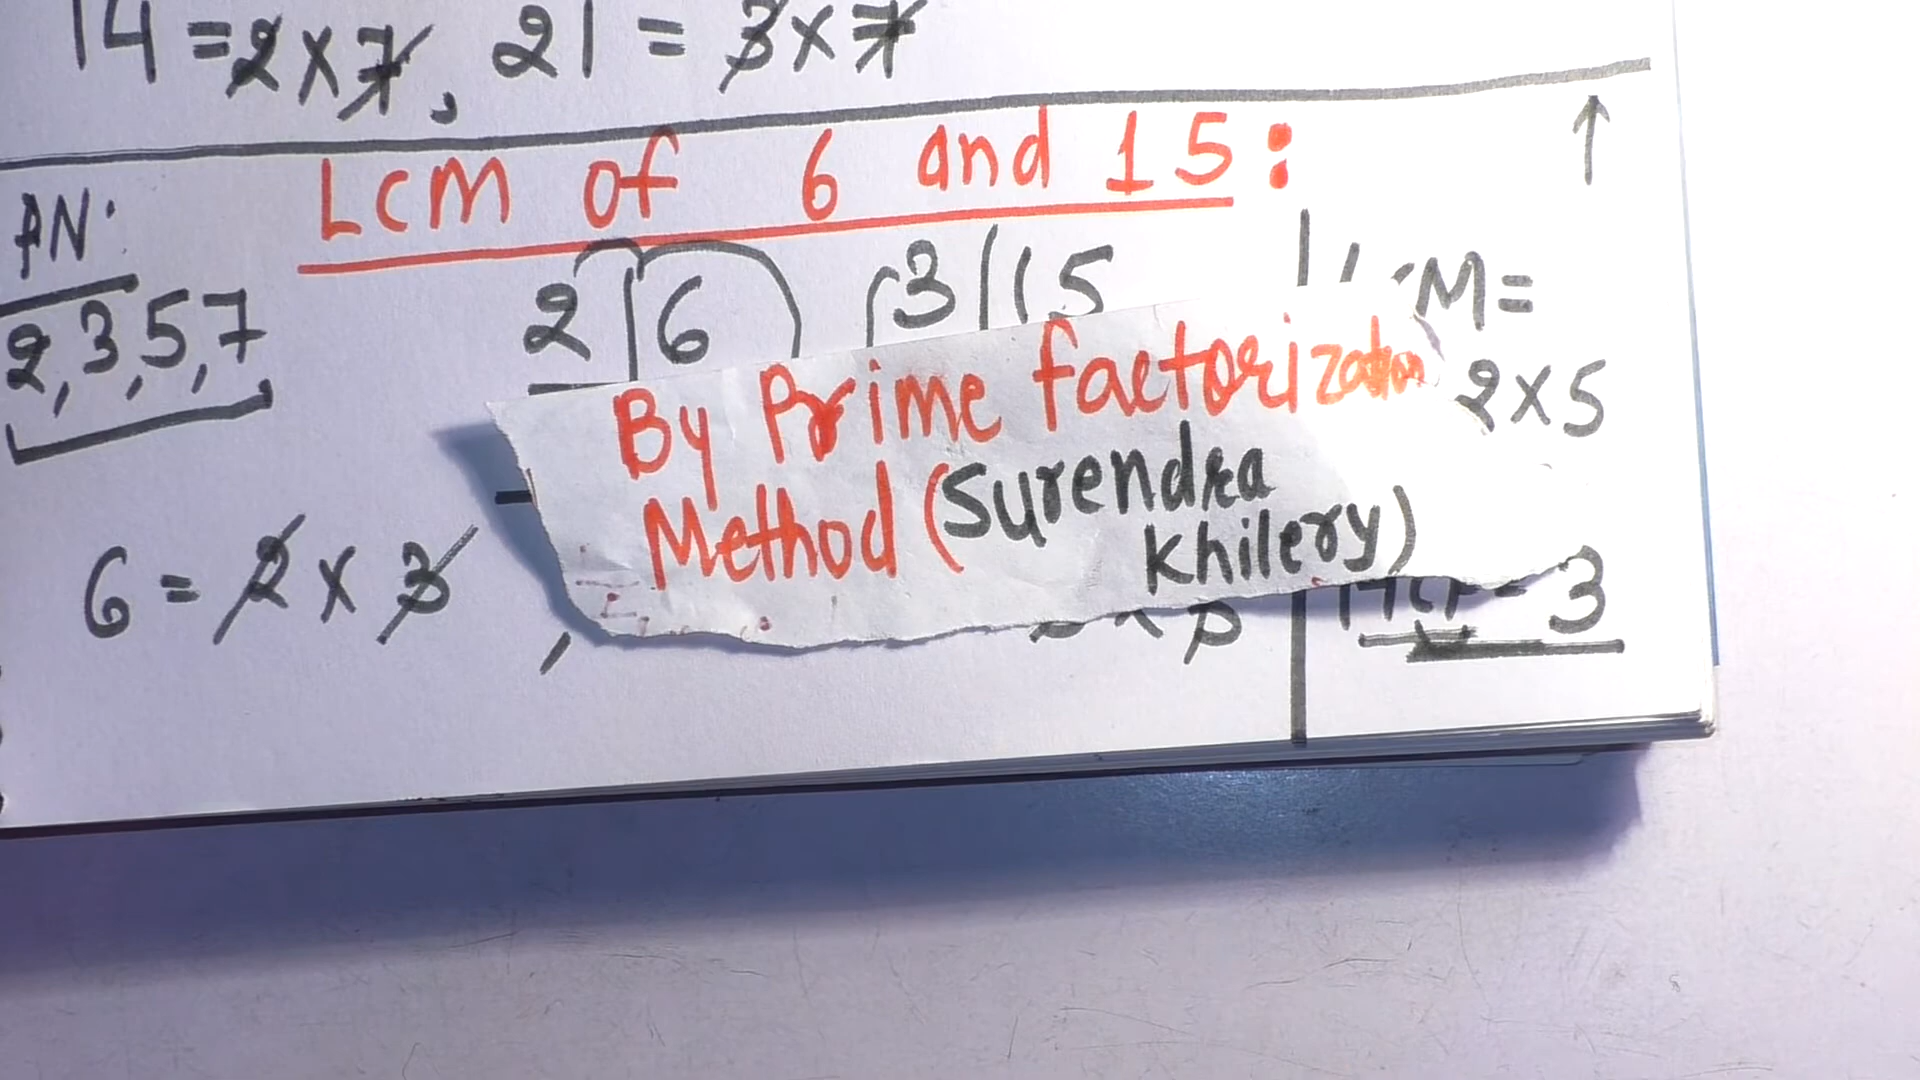 14 = 2 x 7, 21 = 3 x 7
LCM of 6 and 15:
PN:
2, 3, 5, 7
2 6 3 15
M =
2 x 5
By Prime factorization
Method (Surendra
Khilery)
6 = 2 x 3 ,
3